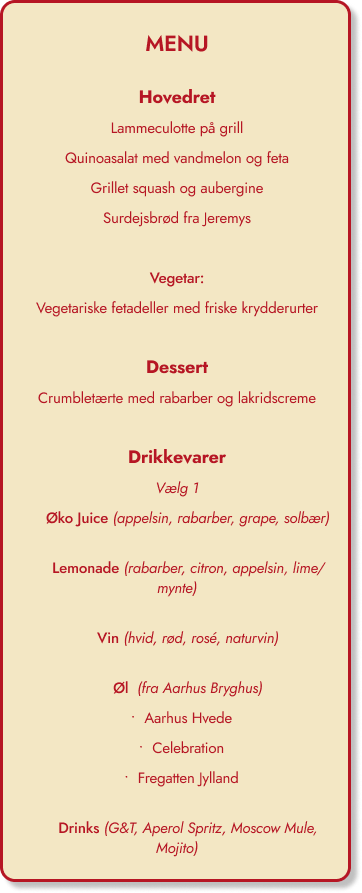 MENU
Hovedret
Lammeculotte på grill
Quinoasalat med vandmelon og feta
Grillet squash og aubergine
Surdejsbrød fra Jeremys
Vegetar:
Vegetariske fetadeller med friske krydderurter
Dessert
Crumbletærte med rabarber og lakridscreme
Drikkevarer
Vælg 1
Øko Juice (appelsin, rabarber, grape, solbær)
Lemonade (rabarber, citron, appelsin, lime/
mynte)
Vin (hvid, rød, rosé, naturvin)
Øl (fra Aarhus Bryghus)
· Aarhus Hvede
· Celebration
· Fregatten Jylland
Drinks (G&T, Aperol Spritz, Moscow Mule,
Mojito)